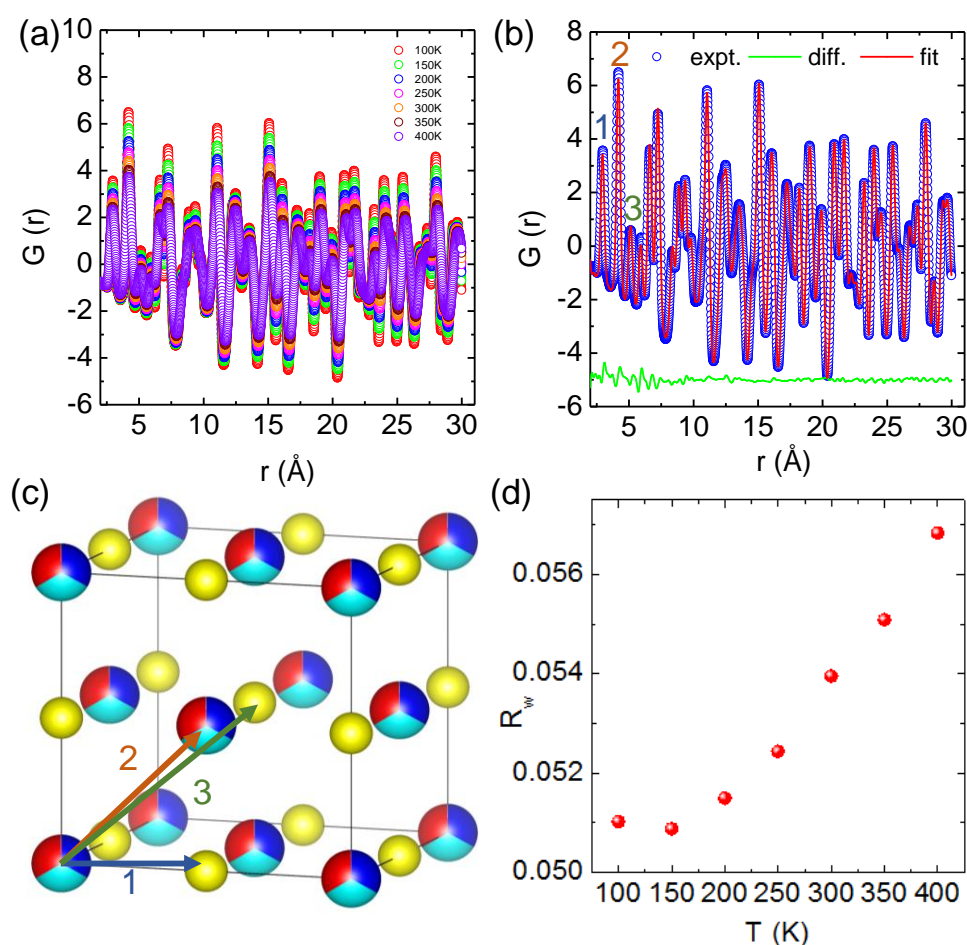 (a)
10
8
6
4
2
0
-2
-4
-6
G (r)
5 10 15 20 25 30
r (Å)
100K
150K
200K
250K
300K
350K
400K
(b)
8
6
4
2
0
-2
-4
-6
G (r)
5 10 15 20 25 30
r (Å)
expt. diff. fit
1
2
3
(c)
2
3
1
(d)
0.056
0.054
0.052
0.050
R_w
100 150 200 250 300 350 400
T (K)